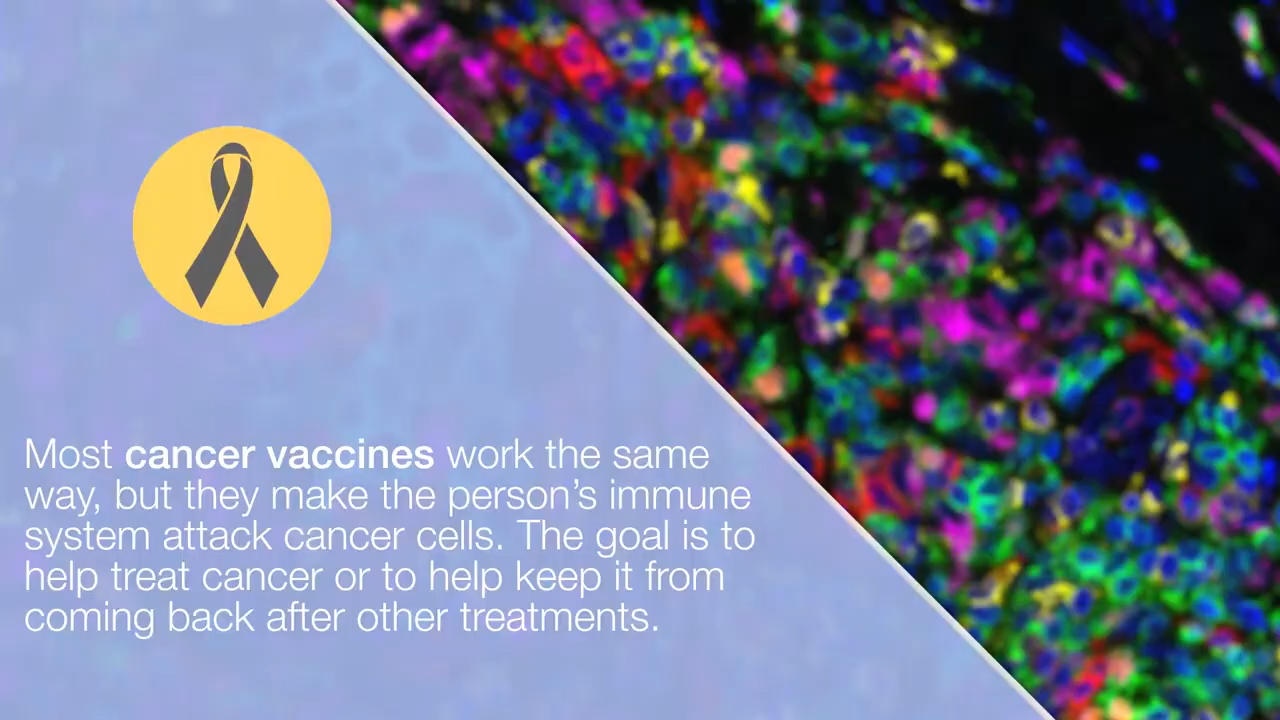 Most cancer vaccines work the same
way, but they make the person’s immune
system attack cancer cells. The goal is to
help treat cancer or to help keep it from
coming back after other treatments.